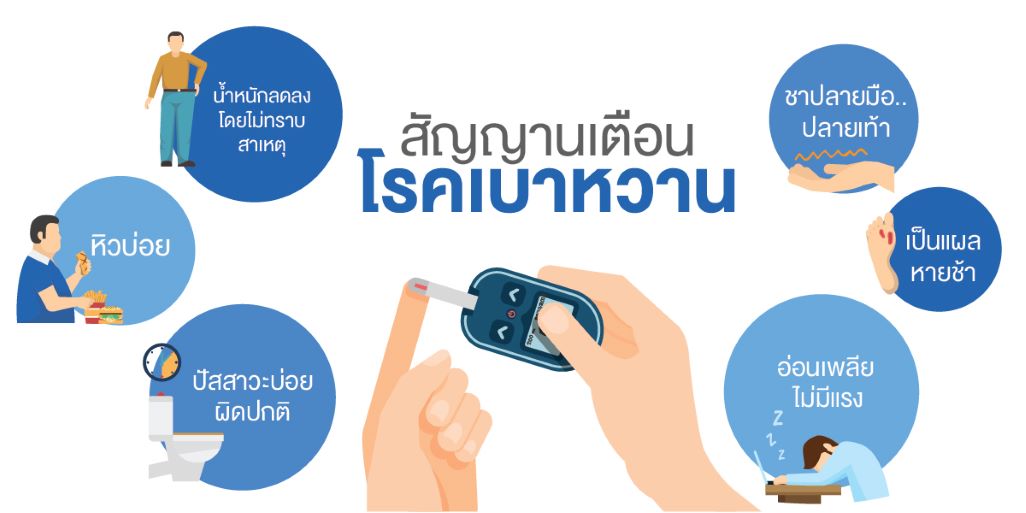 สัญญาณเตือน
โรคเบาหวาน
น้ำหนักลดลง
โดยไม่ทราบ
สาเหตุ
หิวบ่อย
ปัสสาวะบ่อย
ผิดปกติ
ชาปลายมือ..
ปลายเท้า
เป็นแผล
หายช้า
อ่อนเพลีย
ไม่มีแรง
z
z
z